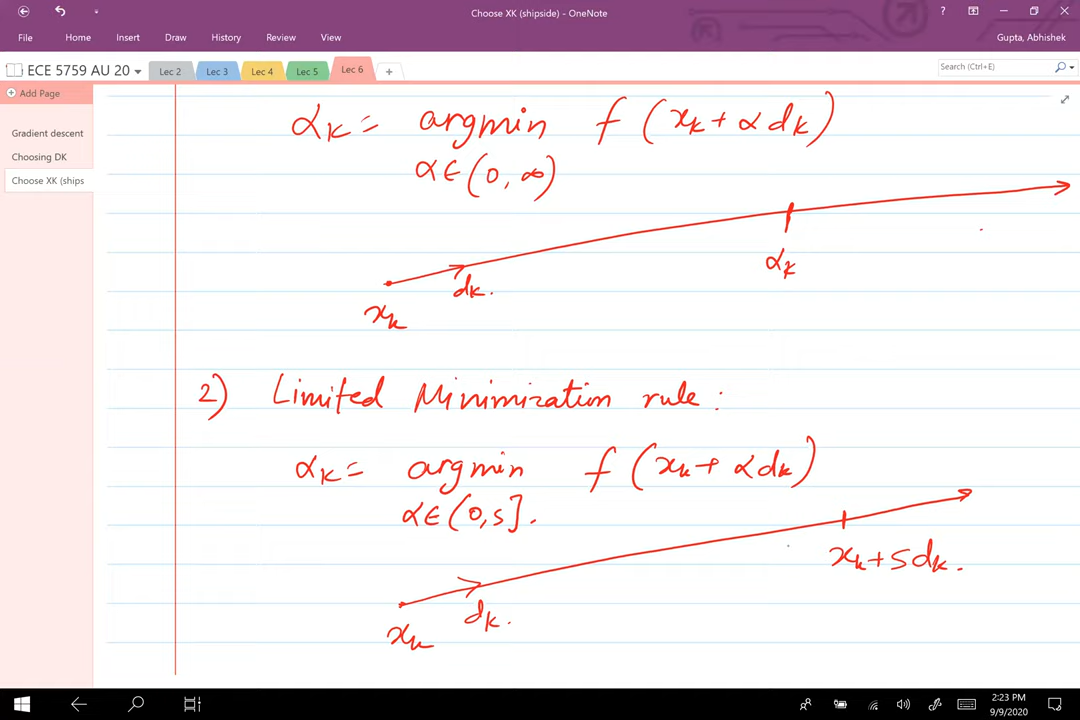 Choose XK (shipside) - OneNote
Gupta, Abhishek
File Home Insert Draw History Review View
ECE 5759 AU 20
Lec 2 Lec 3 Lec 4 Lec 5 Lec 6
Search (Ctrl+E)
Add Page
Gradient descent
Choosing DK
Choose XK (ships
αₖ = argmin f (xₖ + α dₖ)
α∈(0, ∞)
αₖ
dₖ.
xₖ
2) Limited Minimization rule :
αₖ = argmin f (xₖ + αdₖ)
α∈(0,s].
xₖ + s dₖ.
dₖ.
xₖ
2:23 PM
9/9/2020